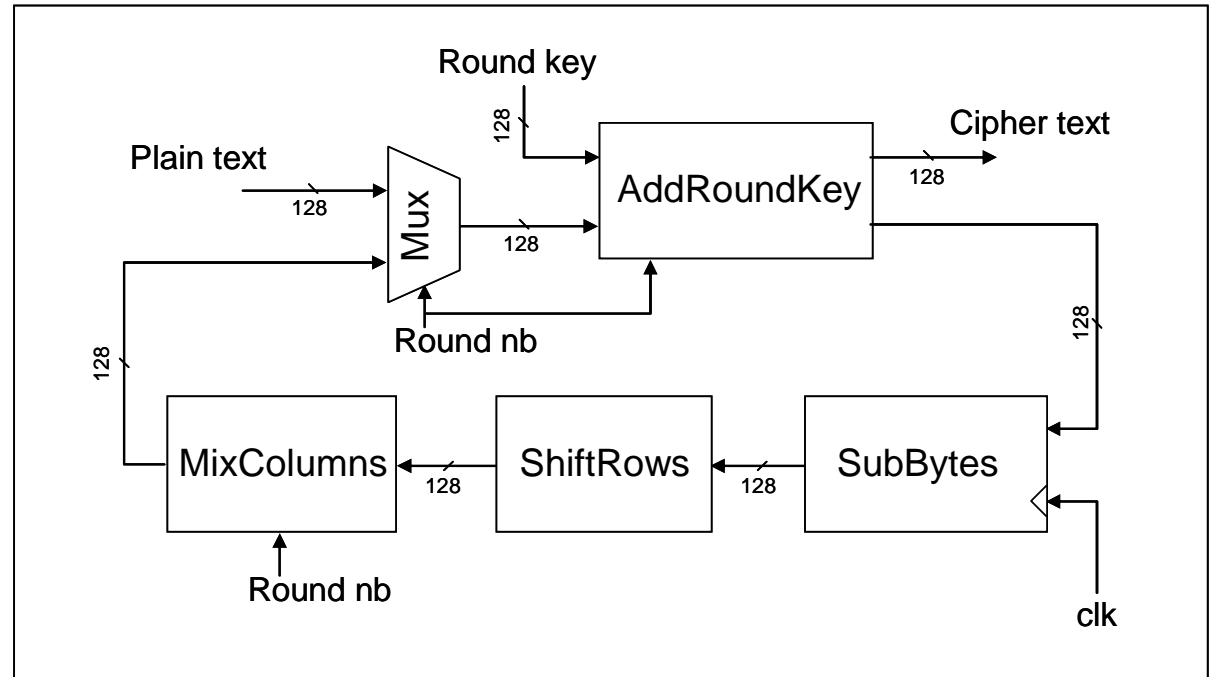 Round key
128
Cipher text
Plain text
128
AddRoundKey
128
Mux
128
Round nb
128
128
MixColumns
128
ShiftRows
128
SubBytes
Round nb
clk